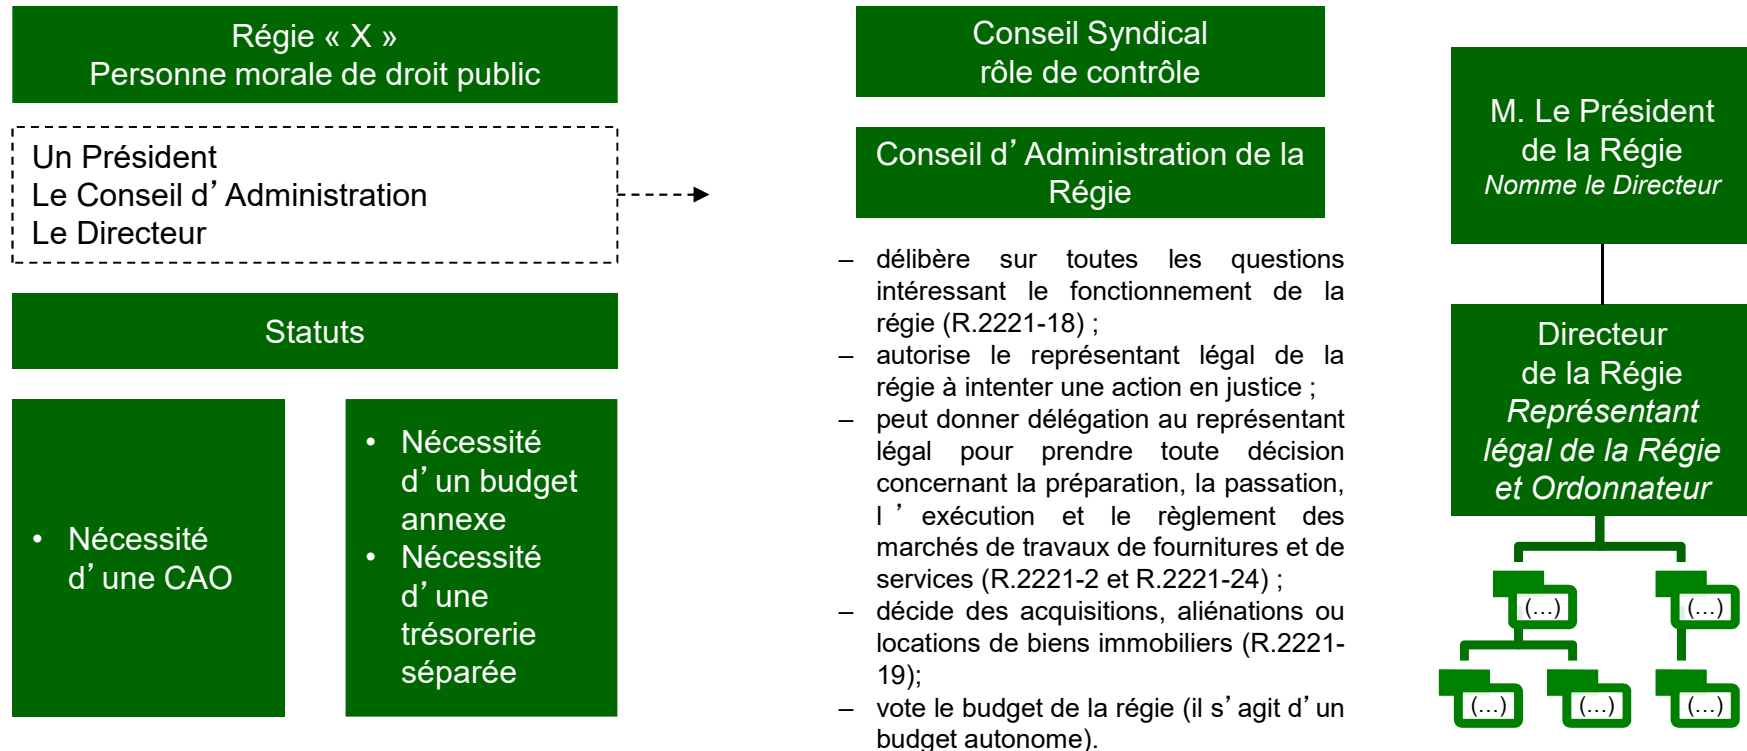 Régie « X »
Personne morale de droit public
Un Président
Le Conseil d’Administration
Le Directeur
Statuts
• Nécessité
d’une CAO
• Nécessité
d’un budget
annexe
• Nécessité
d’une
trésorerie
séparée
Conseil Syndical
rôle de contrôle
Conseil d’Administration de la
Régie
– délibère sur toutes les questions
intéressant le fonctionnement de la
régie (R.2221-18) ;
– autorise le représentant légal de la
régie à intenter une action en justice ;
– peut donner délégation au représentant
légal pour prendre toute décision
concernant la préparation, la passation,
l’exécution et le règlement des
marchés de travaux de fournitures et de
services (R.2221-2 et R.2221-24) ;
– décide des acquisitions, aliénations ou
locations de biens immobiliers (R.2221-
19);
– vote le budget de la régie (il s’agit d’un
budget autonome).
M. Le Président
de la Régie
Nomme le Directeur
Directeur
de la Régie
Représentant
légal de la Régie
et Ordonnateur
(…) (…)
(…) (…) (…)